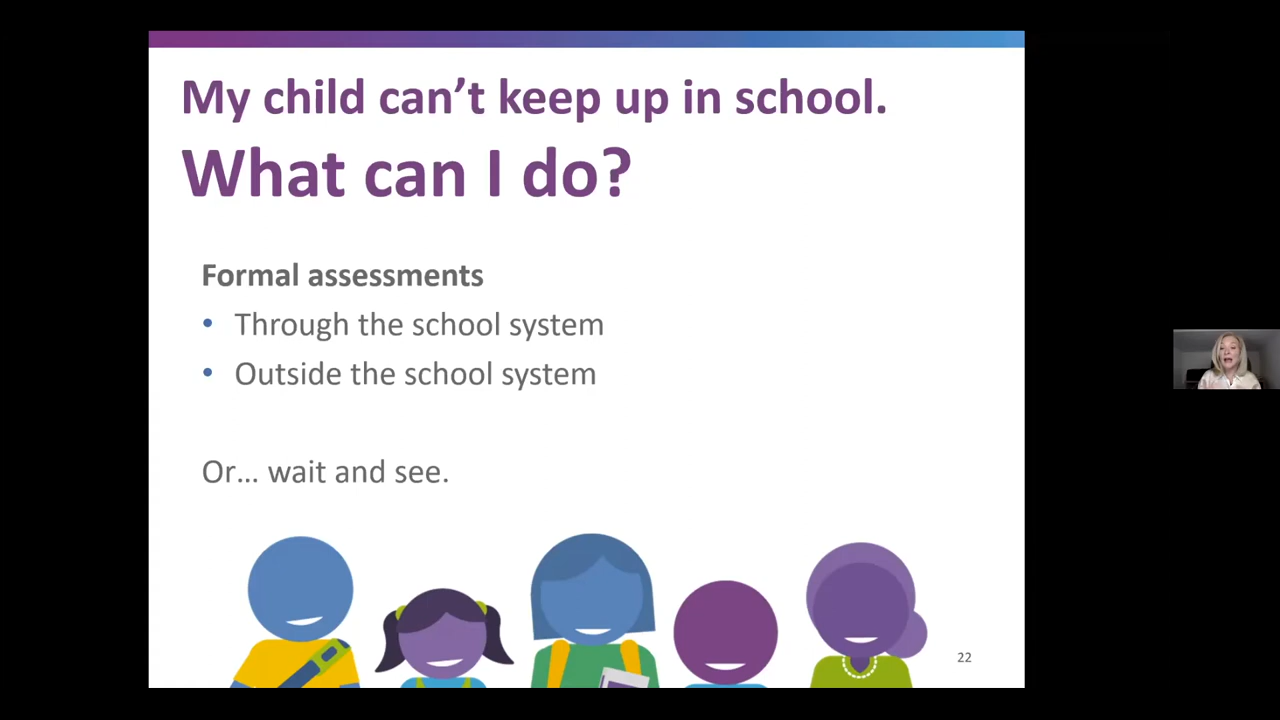 My child can’t keep up in school.
What can I do?
Formal assessments
• Through the school system
• Outside the school system
Or... wait and see.
22